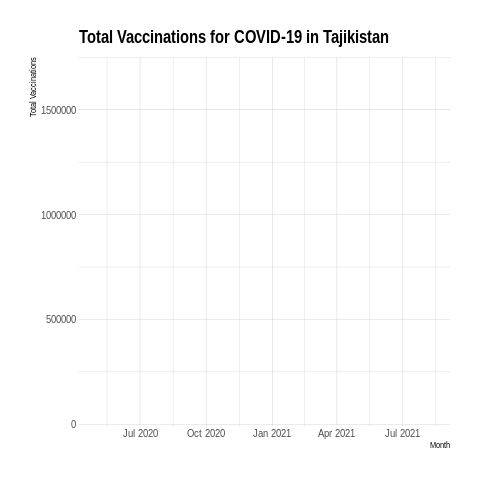 Total Vaccinations for COVID-19 in Tajikistan
Total Vaccinations
1500000
1000000
500000
0
Jul 2020 Oct 2020 Jan 2021 Apr 2021 Jul 2021
Month